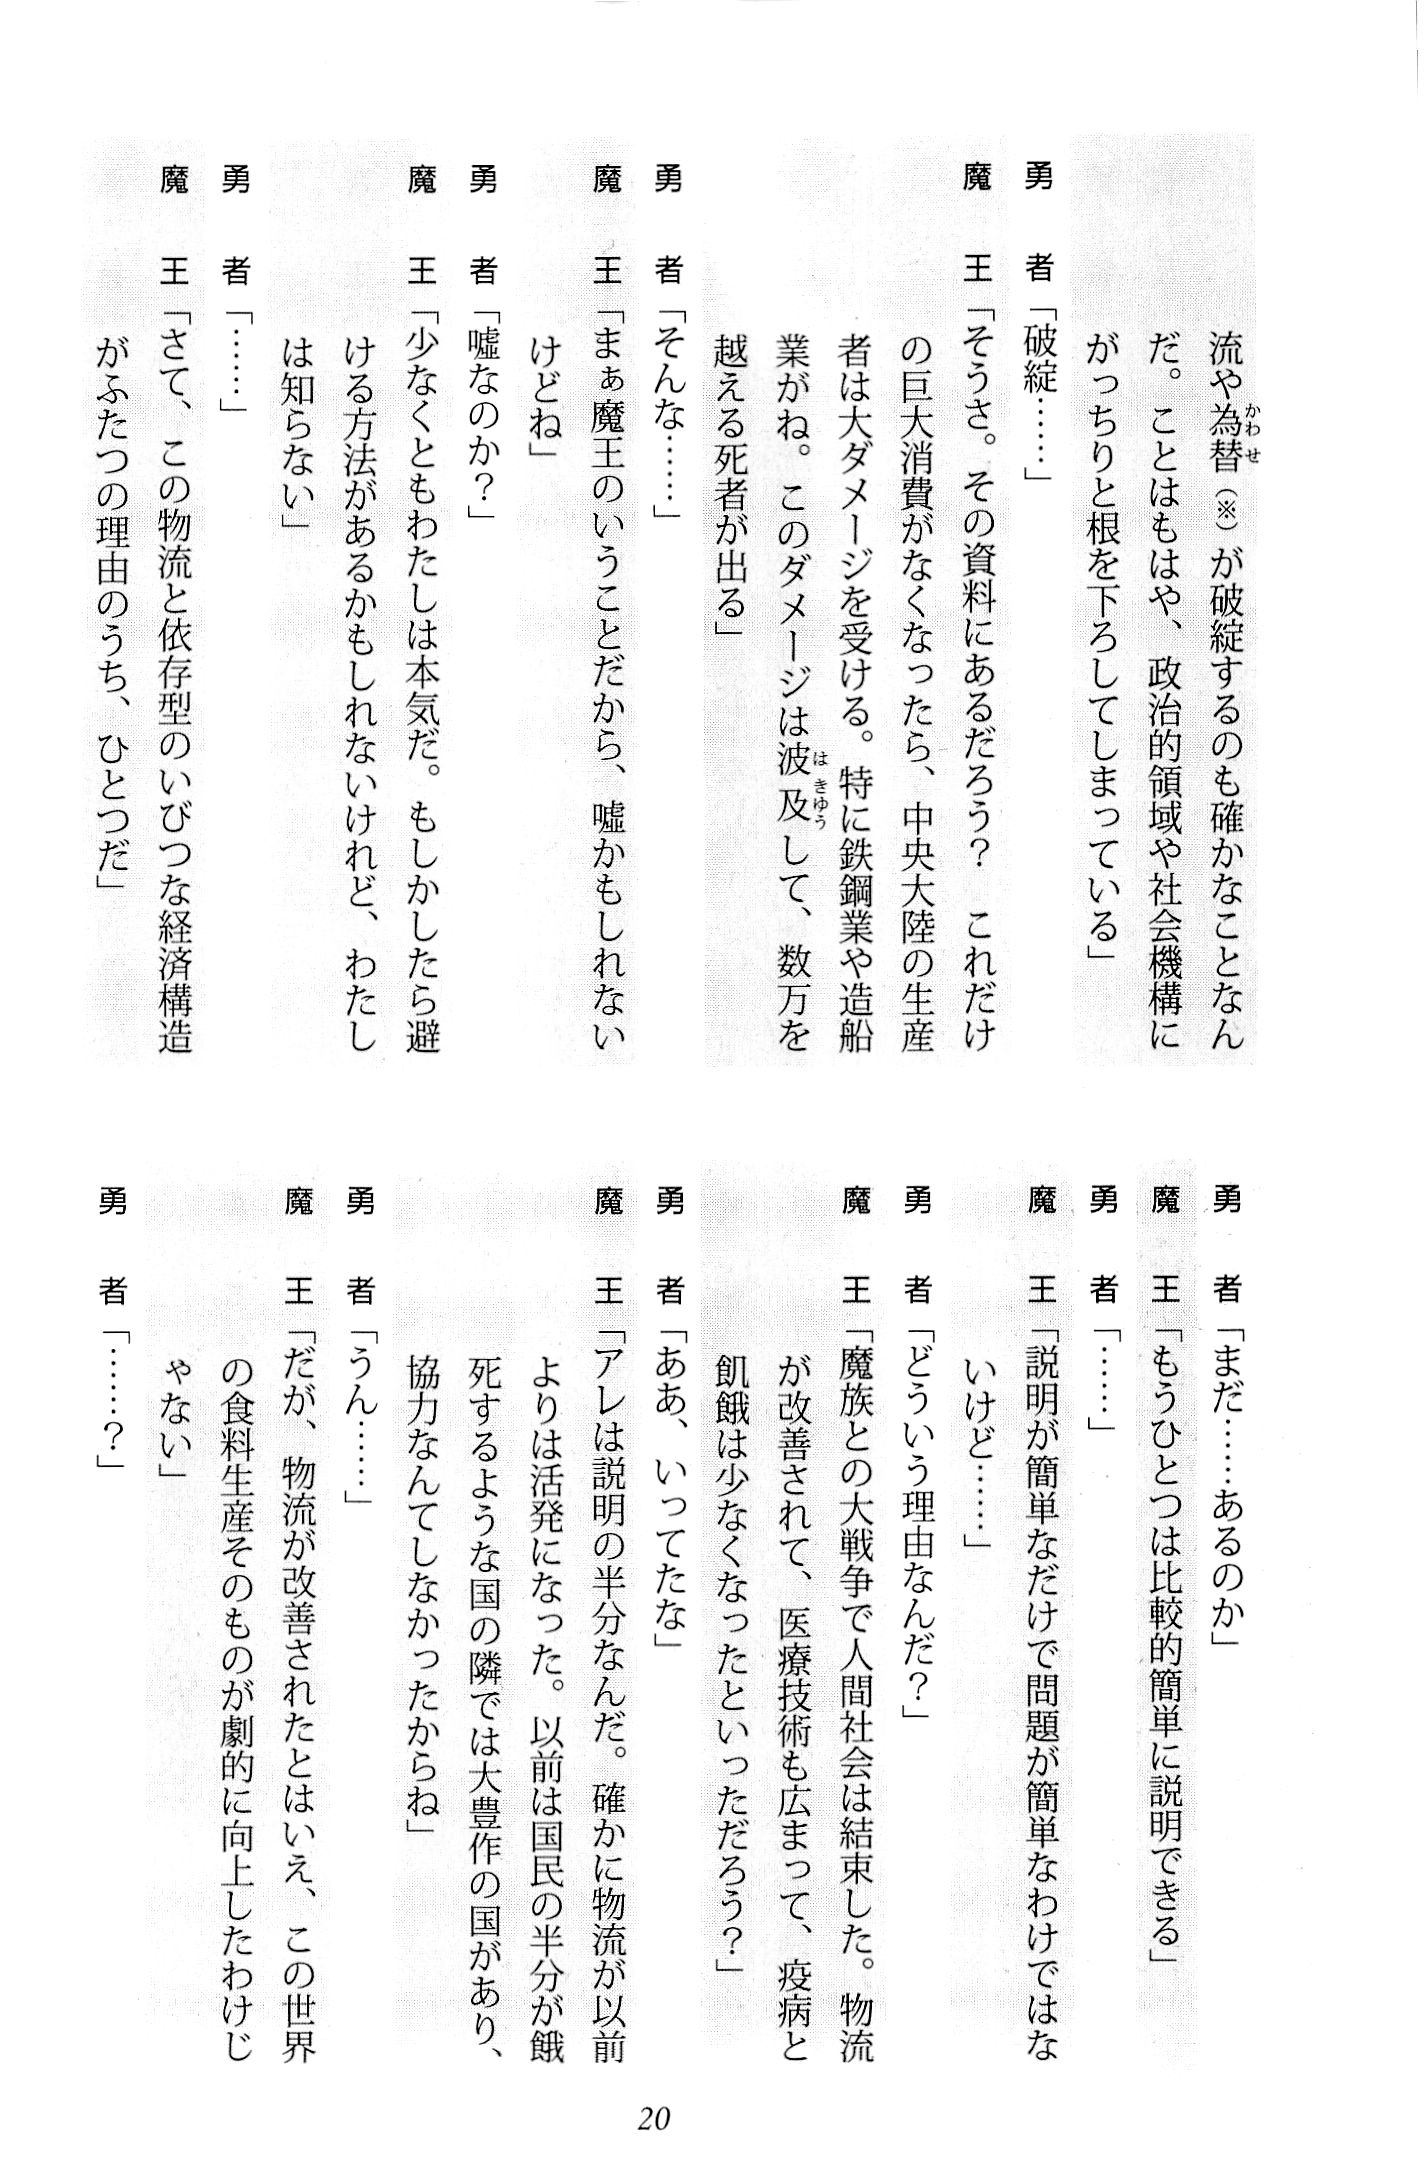 流や為替（※）が破綻するのも確かなことなん
だ。ことはもはや、政治的領域や社会機構に
がっちりと根を下ろしてしまっている」
勇者「破綻……」
魔王「そうさ。その資料にあるだろう？　これだけ
の巨大消費がなくなったら、中央大陸の生産
者は大ダメージを受ける。特に鉄鋼業や造船
業がね。このダメージは波及して、数万を
越える死者が出る」
勇者「そんな……」
魔王「まぁ魔王のいうことだから、嘘かもしれない
けどね」
勇者「嘘なのか？」
魔王「少なくともわたしは本気だ。もしかしたら避
ける方法があるかもしれないけれど、わたし
は知らない」
勇者「……」
魔王「さて、この物流と依存型のいびつな経済構造
がふたつの理由のうち、ひとつだ」
勇者「まだ……あるのか」
魔王「もうひとつは比較的簡単に説明できる」
勇者「……」
魔王「説明が簡単なだけで問題が簡単なわけではな
いけど……」
勇者「どういう理由なんだ？」
魔王「魔族との大戦争で人間社会は結束した。物流
が改善されて、医療技術も広まって、疫病と
飢餓は少なくなったといっただろう？」
勇者「ああ、いってたな」
魔王「アレは説明の半分なんだ。確かに物流が以前
よりは活発になった。以前は国民の半分が餓
死するような国の隣では大豊作の国があり、
協力なんてしなかったからね」
勇者「うん……」
魔王「だが、物流が改善されたとはいえ、この世界
の食料生産そのものが劇的に向上したわけじ
ゃない」
勇者「……？」
20